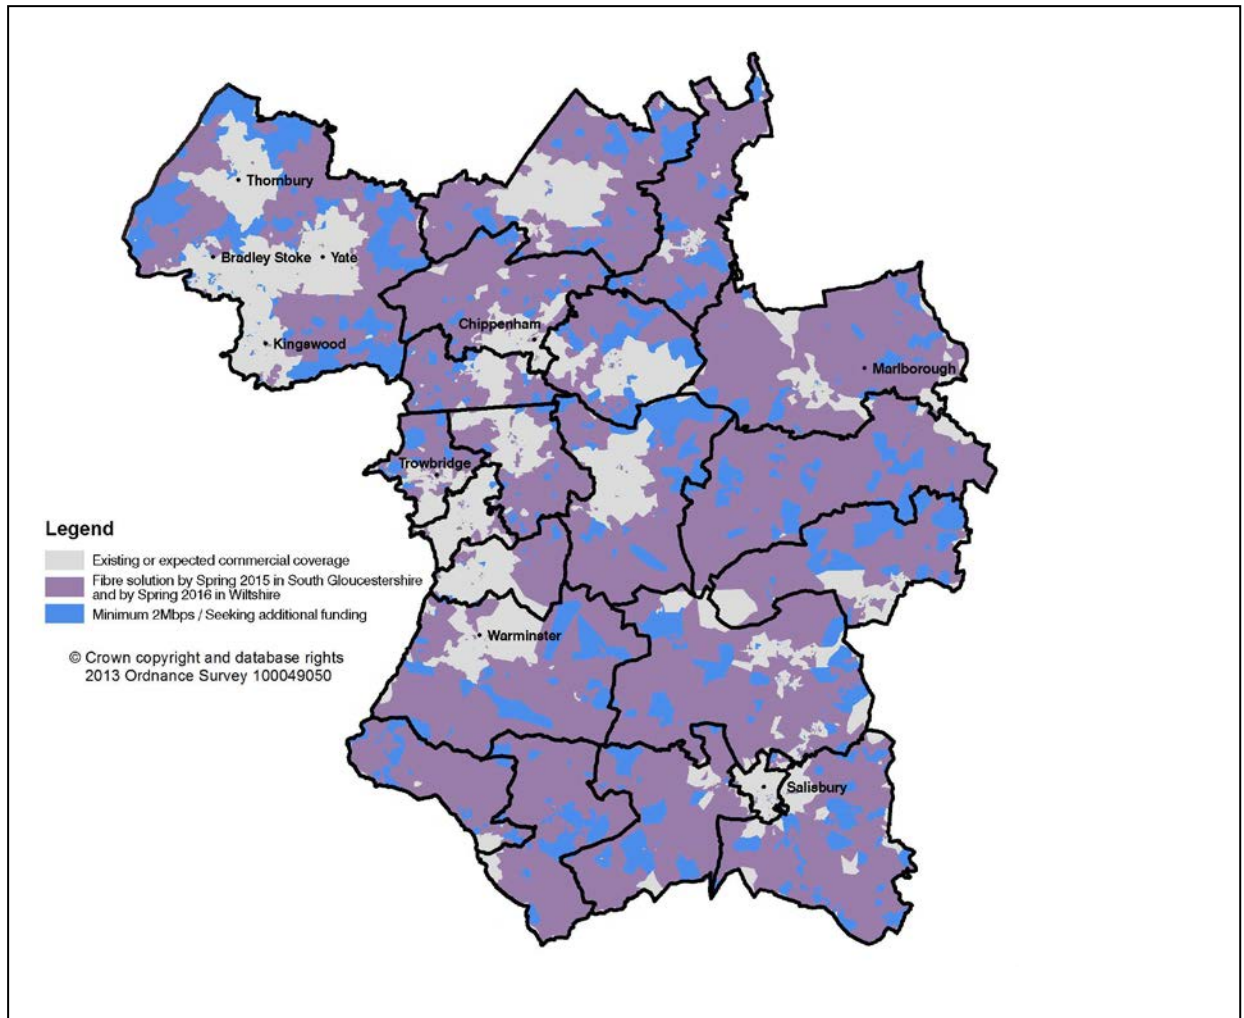 Thornbury
Bradley Stoke
Yate
Kingswood
Chippenham
Marlborough
Trowbridge
Legend
Existing or expected commercial coverage
Fibre solution by Spring 2015 in South Gloucestershire
and by Spring 2016 in Wiltshire
Minimum 2Mbps / Seeking additional funding
© Crown copyright and database rights
2013 Ordnance Survey 100049050
Warminster
Salisbury